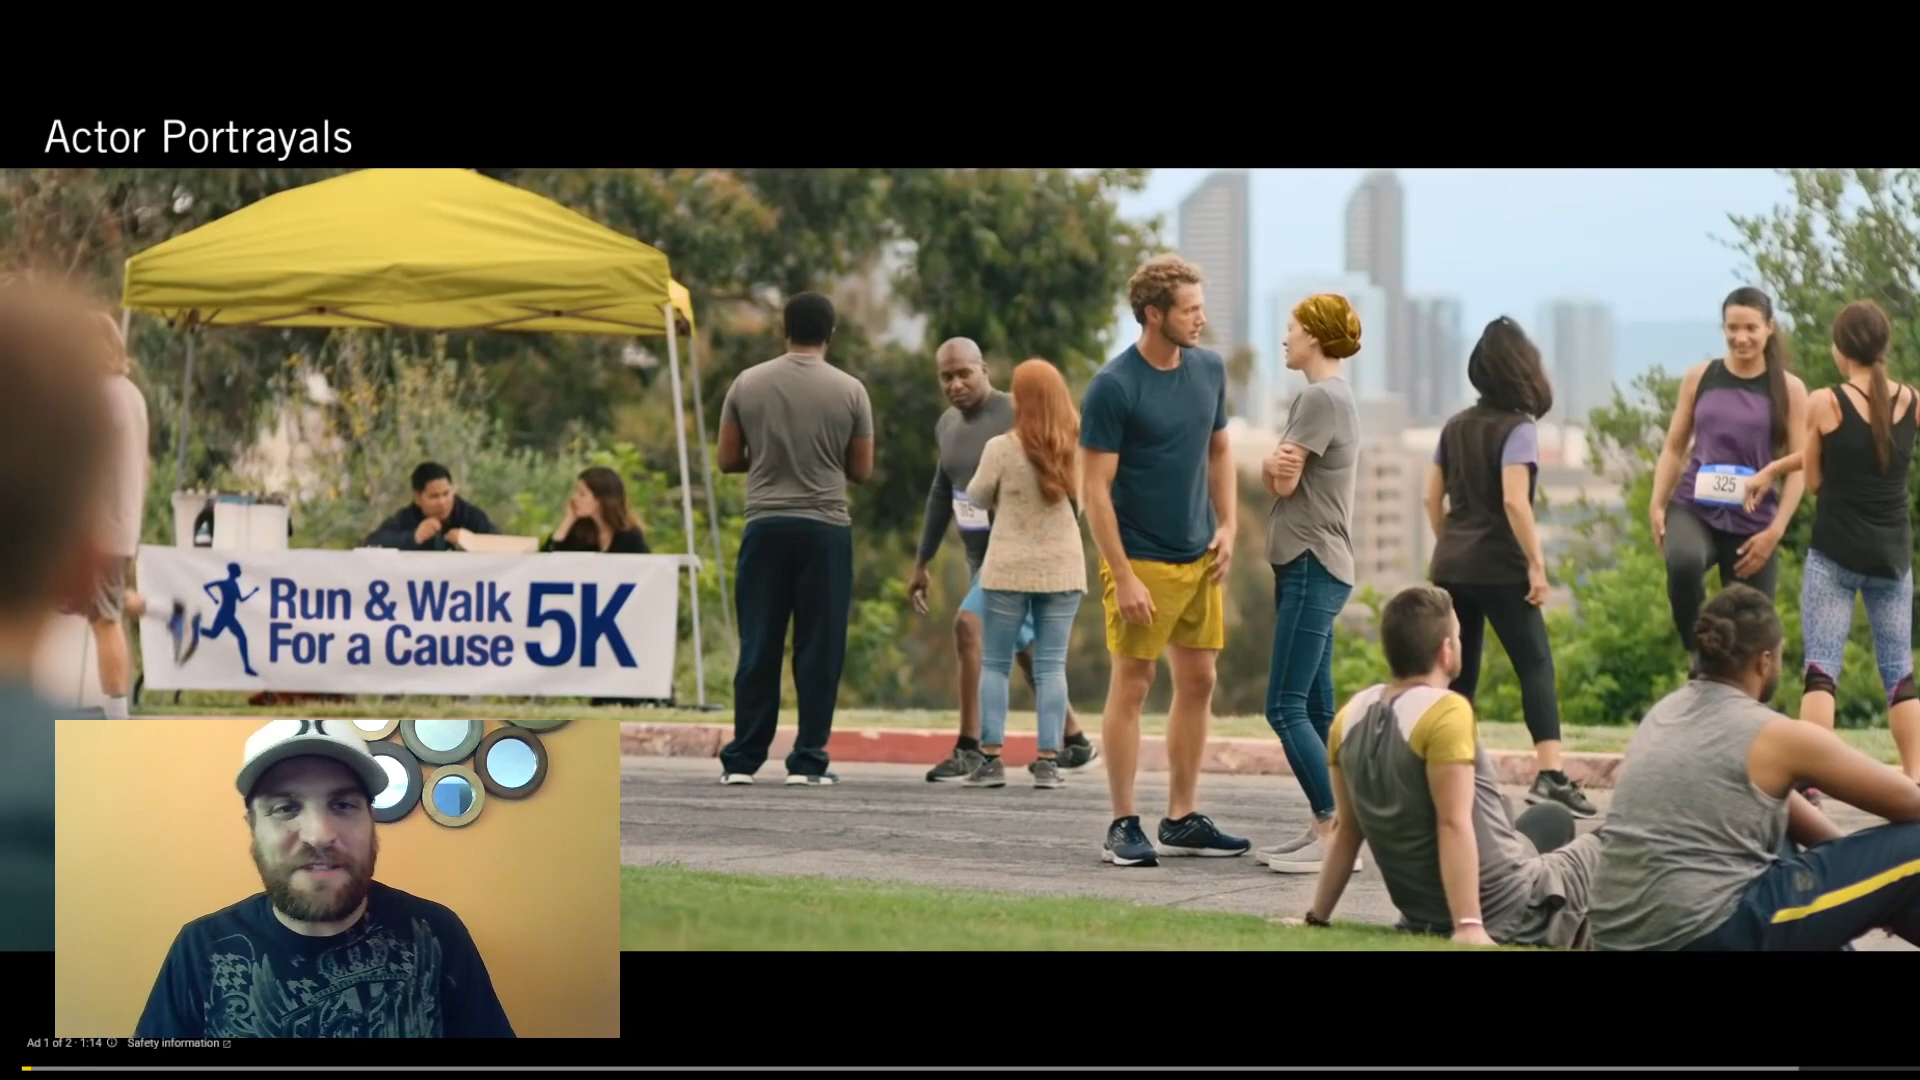 Actor Portrayals
Run & Walk
For a Cause
5K
325
Ad 1 of 2 · 1:14
Safety information